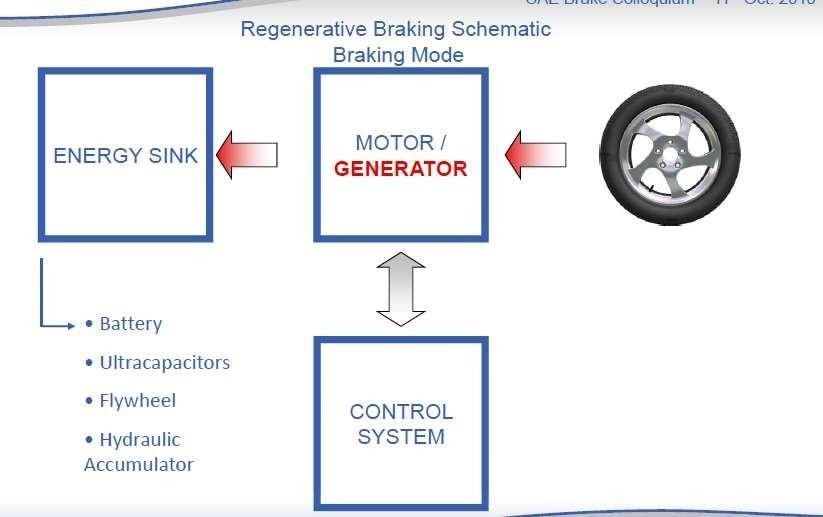 Regenerative Braking Schematic
Braking Mode
ENERGY SINK
MOTOR /
GENERATOR
• Battery
• Ultracapacitors
• Flywheel
• Hydraulic
Accumulator
CONTROL
SYSTEM